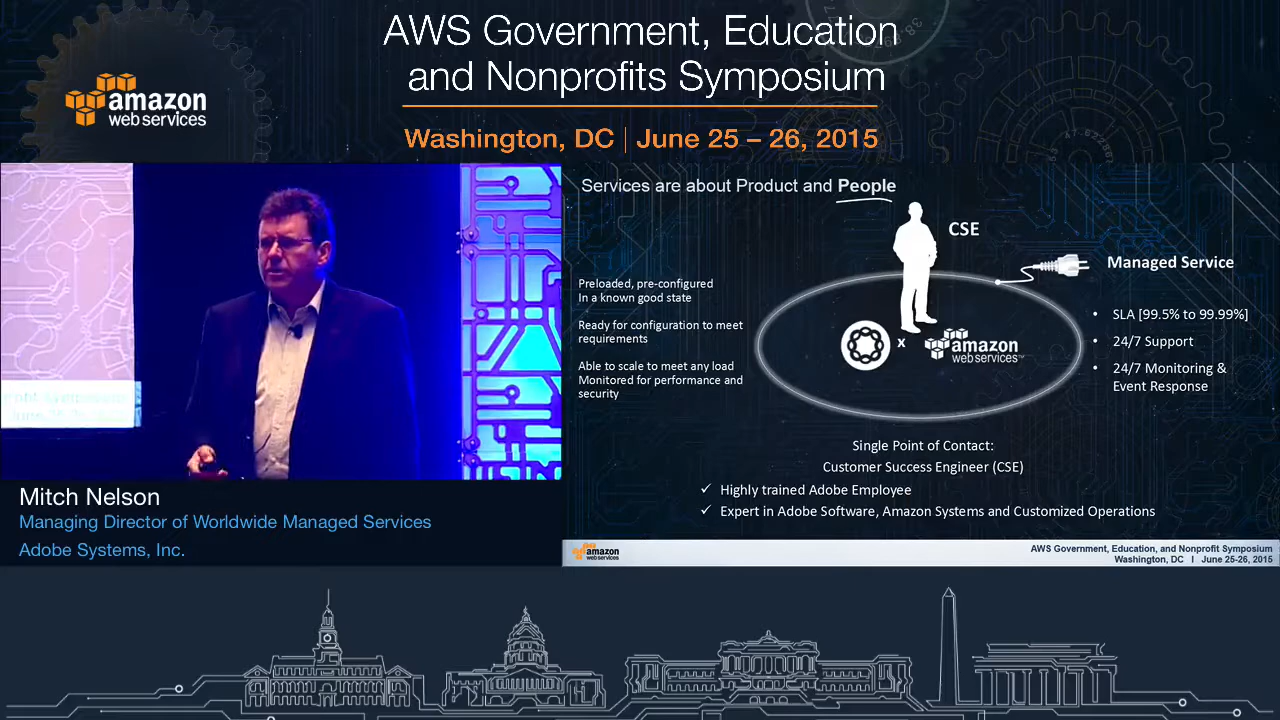 AWS Government, Education
and Nonprofits Symposium
amazon
web services
Washington, DC | June 25 – 26, 2015
Services are about Product and People
CSE
Managed Service
Preloaded, pre-configured
In a known good state
Ready for configuration to meet
requirements
Able to scale to meet any load
Monitored for performance and
security
x
amazon
web services™
• SLA [99.5% to 99.99%]
• 24/7 Support
• 24/7 Monitoring &
Event Response
Single Point of Contact:
Customer Success Engineer (CSE)
✓ Highly trained Adobe Employee
✓ Expert in Adobe Software, Amazon Systems and Customized Operations
Mitch Nelson
Managing Director of Worldwide Managed Services
Adobe Systems, Inc.
amazon
web services
AWS Government, Education, and Nonprofit Symposium
Washington, DC I June 25-26, 2015